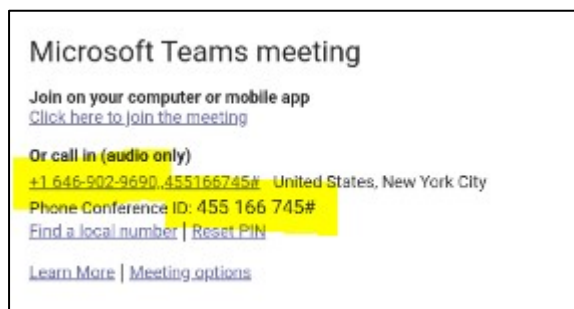 Microsoft Teams meeting
Join on your computer or mobile app
Click here to join the meeting
Or call in (audio only)
+1 646-902-9690,,455166745# United States, New York City
Phone Conference ID: 455 166 745#
Find a local number | Reset PIN
Learn More | Meeting options